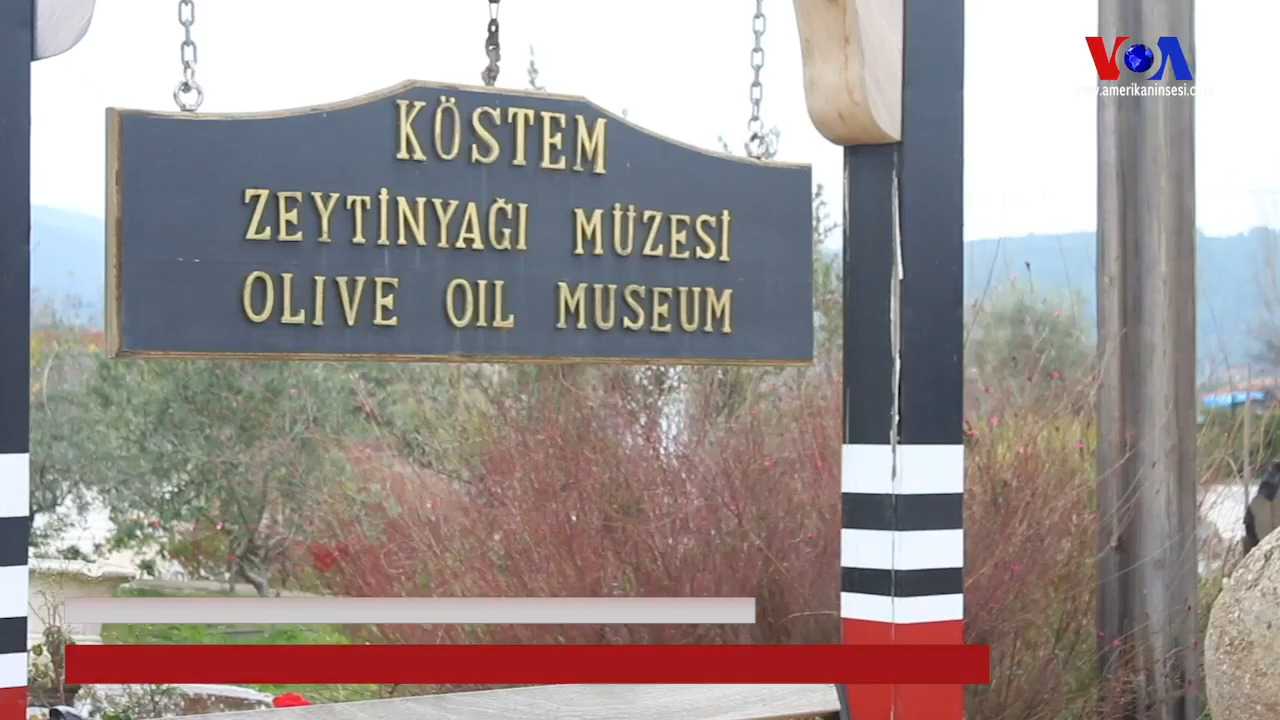 VOA
www.amerikaninsesi.com
KÖSTEM
ZEYTİNYAĞI MÜZESİ
OLIVE OIL MUSEUM